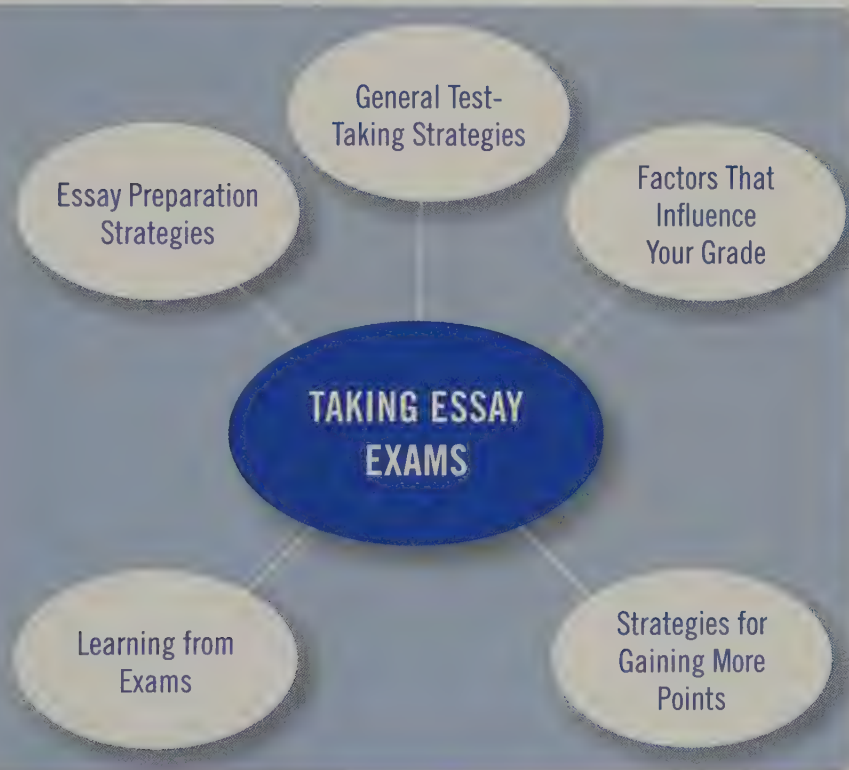 General Test-
Taking Strategies
Essay Preparation
Strategies
Factors That
Influence
Your Grade
TAKING ESSAY
EXAMS
Learning from
Exams
Strategies for
Gaining More
Points